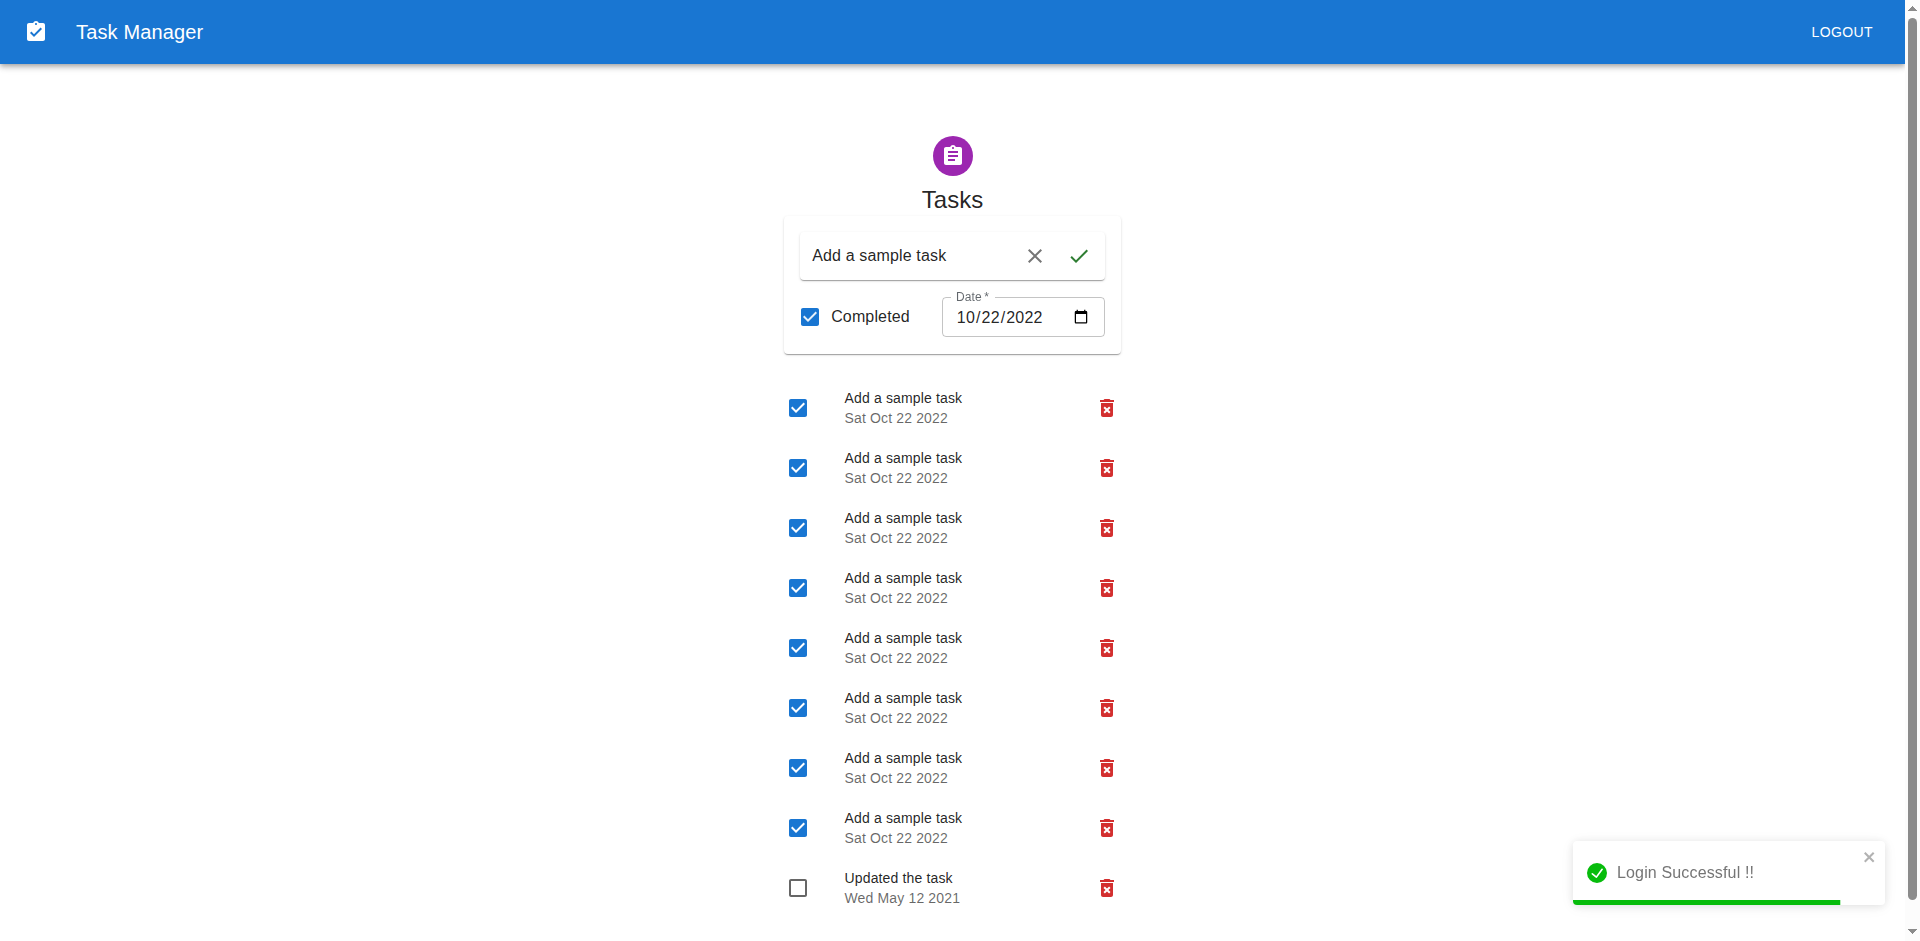 Task Manager
LOGOUT
Tasks
Add a sample task
Date *
Completed
10/22/2022
Add a sample task
Sat Oct 22 2022
Add a sample task
Sat Oct 22 2022
Add a sample task
Sat Oct 22 2022
Add a sample task
Sat Oct 22 2022
Add a sample task
Sat Oct 22 2022
Add a sample task
Sat Oct 22 2022
Add a sample task
Sat Oct 22 2022
Add a sample task
Sat Oct 22 2022
Updated the task
Wed May 12 2021
Login Successful !!